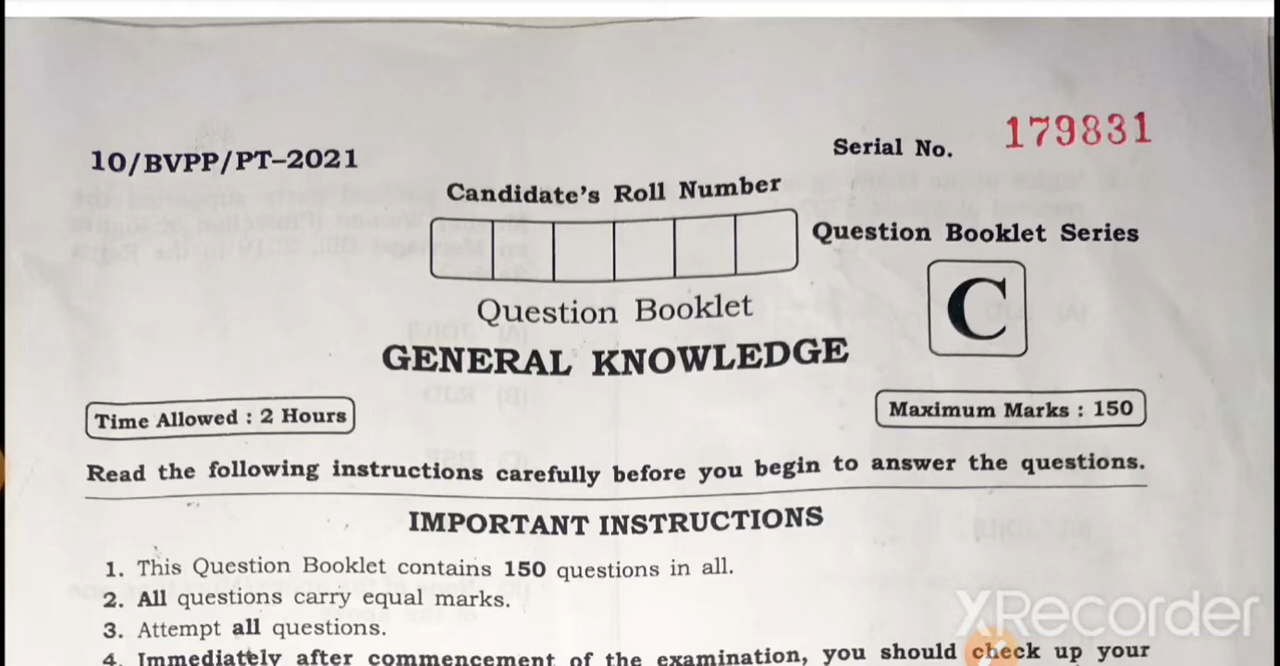 10/BVPP/PT-2021
Serial No. 179831
Candidate's Roll Number
Question Booklet Series
C
Question Booklet
GENERAL KNOWLEDGE
Time Allowed : 2 Hours
Maximum Marks : 150
Read the following instructions carefully before you begin to answer the questions.
IMPORTANT INSTRUCTIONS
1. This Question Booklet contains 150 questions in all.
2. All questions carry equal marks.
3. Attempt all questions.
4. Immediately after commencement of the examination, you should check up your
XRecorder